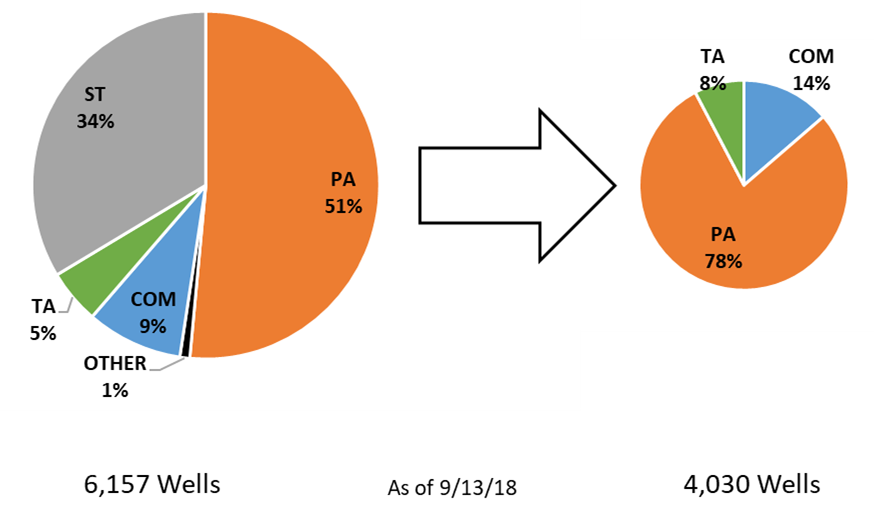 ST
34%
PA
51%
TA
5%
COM
9%
OTHER
1%
TA
8%
COM
14%
PA
78%
6,157 Wells
As of 9/13/18
4,030 Wells